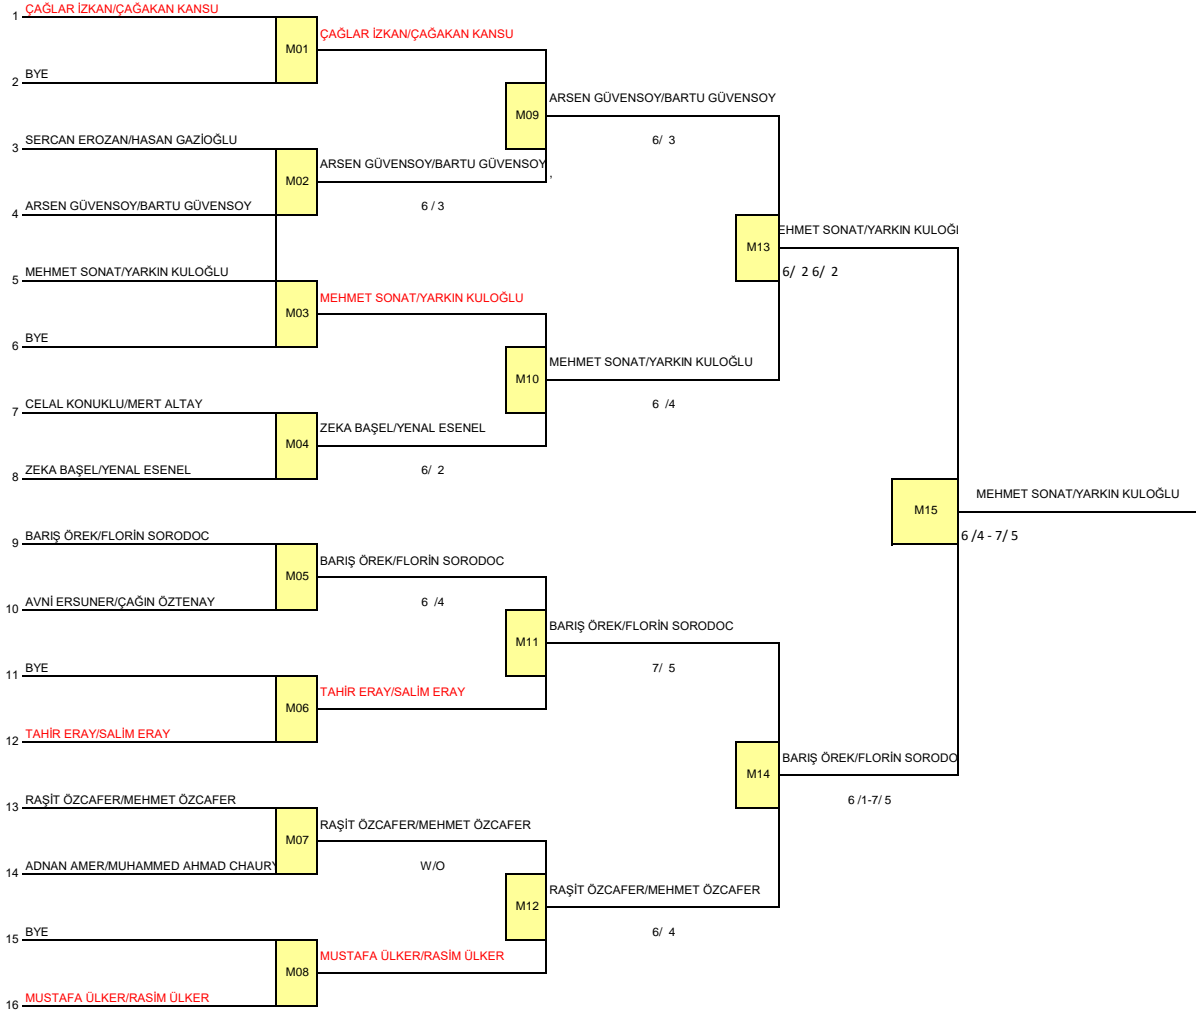 1 ÇAĞLAR İZKAN/ÇAĞAKAN KANSU
M01
ÇAĞLAR İZKAN/ÇAĞAKAN KANSU
2 BYE
M09
ARSEN GÜVENSOY/BARTU GÜVENSOY
6/ 3
3 SERCAN EROZAN/HASAN GAZİOĞLU
M02
ARSEN GÜVENSOY/BARTU GÜVENSOY
,
6 / 3
4 ARSEN GÜVENSOY/BARTU GÜVENSOY
M13
EHMET SONAT/YARKIN KULOĞI
6/ 2 6/ 2
5 MEHMET SONAT/YARKIN KULOĞLU
M03
MEHMET SONAT/YARKIN KULOĞLU
6 BYE
M10
MEHMET SONAT/YARKIN KULOĞLU
6 /4
7 CELAL KONUKLU/MERT ALTAY
M04
ZEKA BAŞEL/YENAL ESENEL
6/ 2
8 ZEKA BAŞEL/YENAL ESENEL
M15
MEHMET SONAT/YARKIN KULOĞLU
6 /4 - 7/ 5
9 BARIŞ ÖREK/FLORİN SORODOC
M05
BARIŞ ÖREK/FLORİN SORODOC
6 /4
10 AVNİ ERSUNER/ÇAĞIN ÖZTENAY
M11
BARIŞ ÖREK/FLORİN SORODOC
7/ 5
11 BYE
M06
TAHİR ERAY/SALİM ERAY
12 TAHİR ERAY/SALİM ERAY
M14
BARIŞ ÖREK/FLORİN SORODO
6 /1-7/ 5
13 RAŞİT ÖZCAFER/MEHMET ÖZCAFER
M07
RAŞİT ÖZCAFER/MEHMET ÖZCAFER
W/O
14 ADNAN AMER/MUHAMMED AHMAD CHAURY
M12
RAŞİT ÖZCAFER/MEHMET ÖZCAFER
6/ 4
15 BYE
M08
MUSTAFA ÜLKER/RASİM ÜLKER
16 MUSTAFA ÜLKER/RASİM ÜLKER